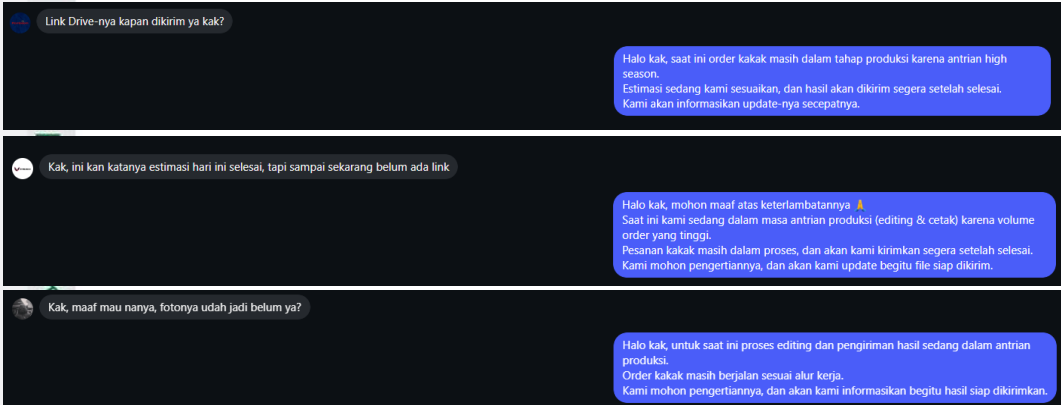 Link Drive-nya kapan dikirim ya kak?
Halo kak, saat ini order kakak masih dalam tahap produksi karena antrian high
season.
Estimasi sedang kami sesuaikan, dan hasil akan dikirim segera setelah selesai.
Kami akan informasikan update-nya secepatnya.
Kak, ini kan katanya estimasi hari ini selesai, tapi sampai sekarang belum ada link
Halo kak, mohon maaf atas keterlambatannya 🙏
Saat ini kami sedang dalam masa antrian produksi (editing & cetak) karena volume
order yang tinggi.
Pesanan kakak masih dalam proses, dan akan kami kirimkan segera setelah selesai.
Kami mohon pengertiannya, dan akan kami update begitu file siap dikirim.
Kak, maaf mau nanya, fotonya udah jadi belum ya?
Halo kak, untuk saat ini proses editing dan pengiriman hasil sedang dalam antrian
produksi.
Order kakak masih berjalan sesuai alur kerja.
Kami mohon pengertiannya, dan akan kami informasikan begitu hasil siap dikirimkan.